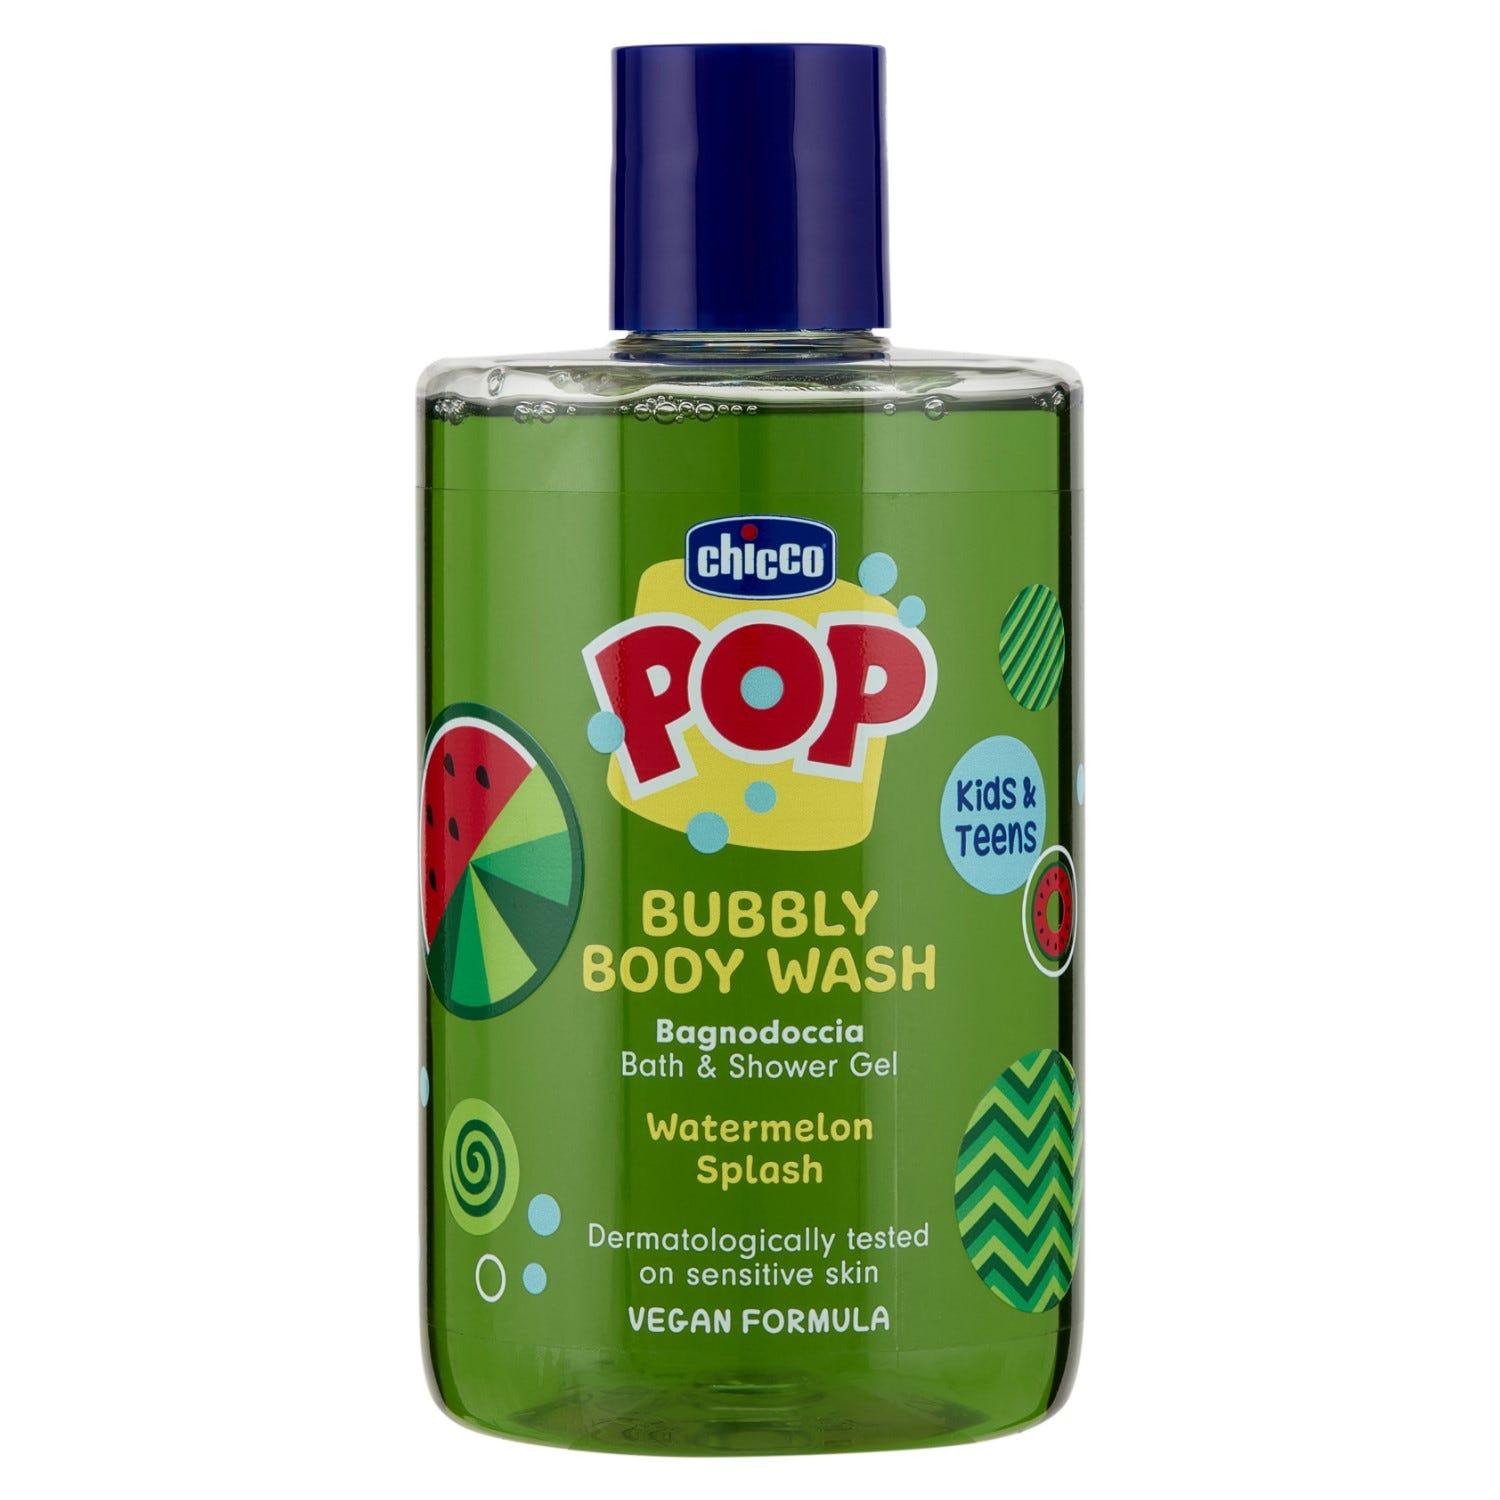 chicco
POP
Kids &
Teens
BUBBLY
BODY WASH
Bagnodoccia
Bath & Shower Gel
Watermelon
Splash
Dermatologically tested
on sensitive skin
VEGAN FORMULA